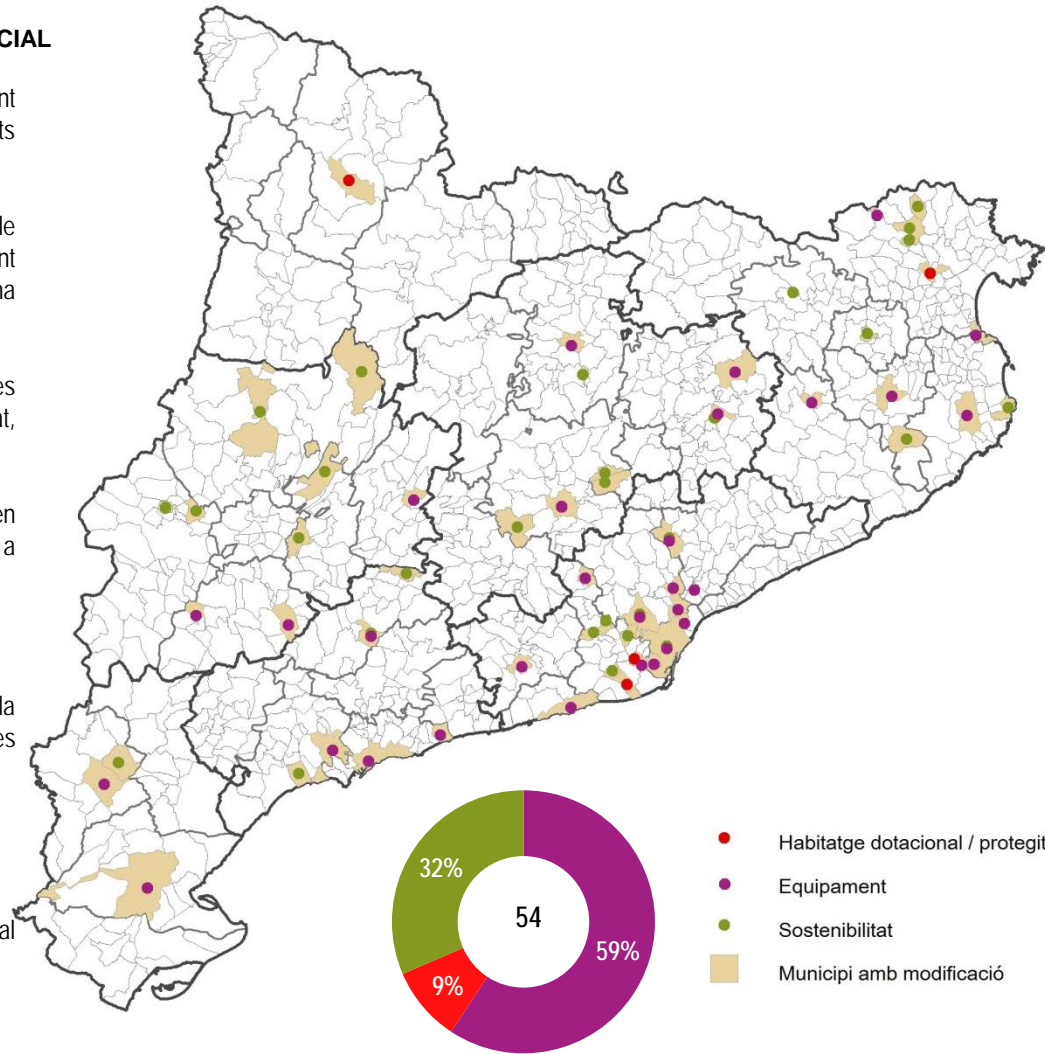 CIAL
nt
ts
de
nt
na
es
at,
en
a
la
es
al
32%
54
59%
9%
Habitatge dotacional / protegit
Equipament
Sostenibilitat
Municipi amb modificació